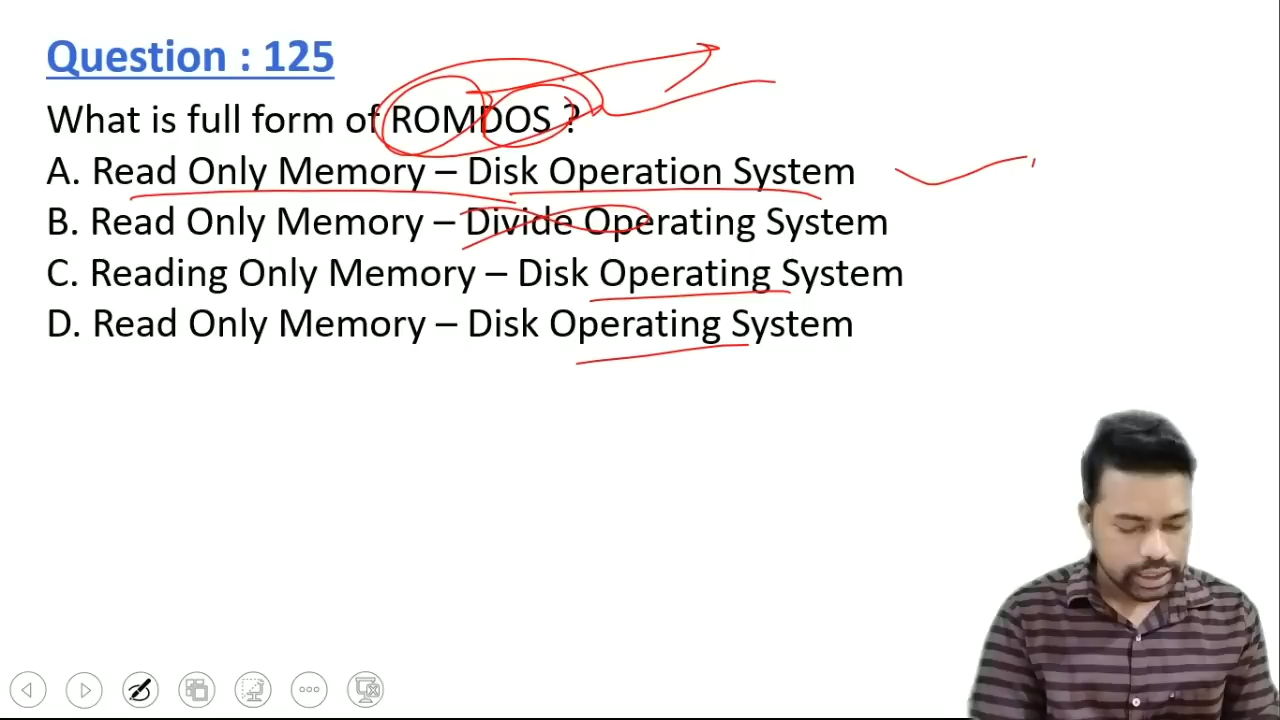 Question : 125
What is full form of ROMDOS ?
A. Read Only Memory – Disk Operation System
B. Read Only Memory – Divide Operating System
C. Reading Only Memory – Disk Operating System
D. Read Only Memory – Disk Operating System